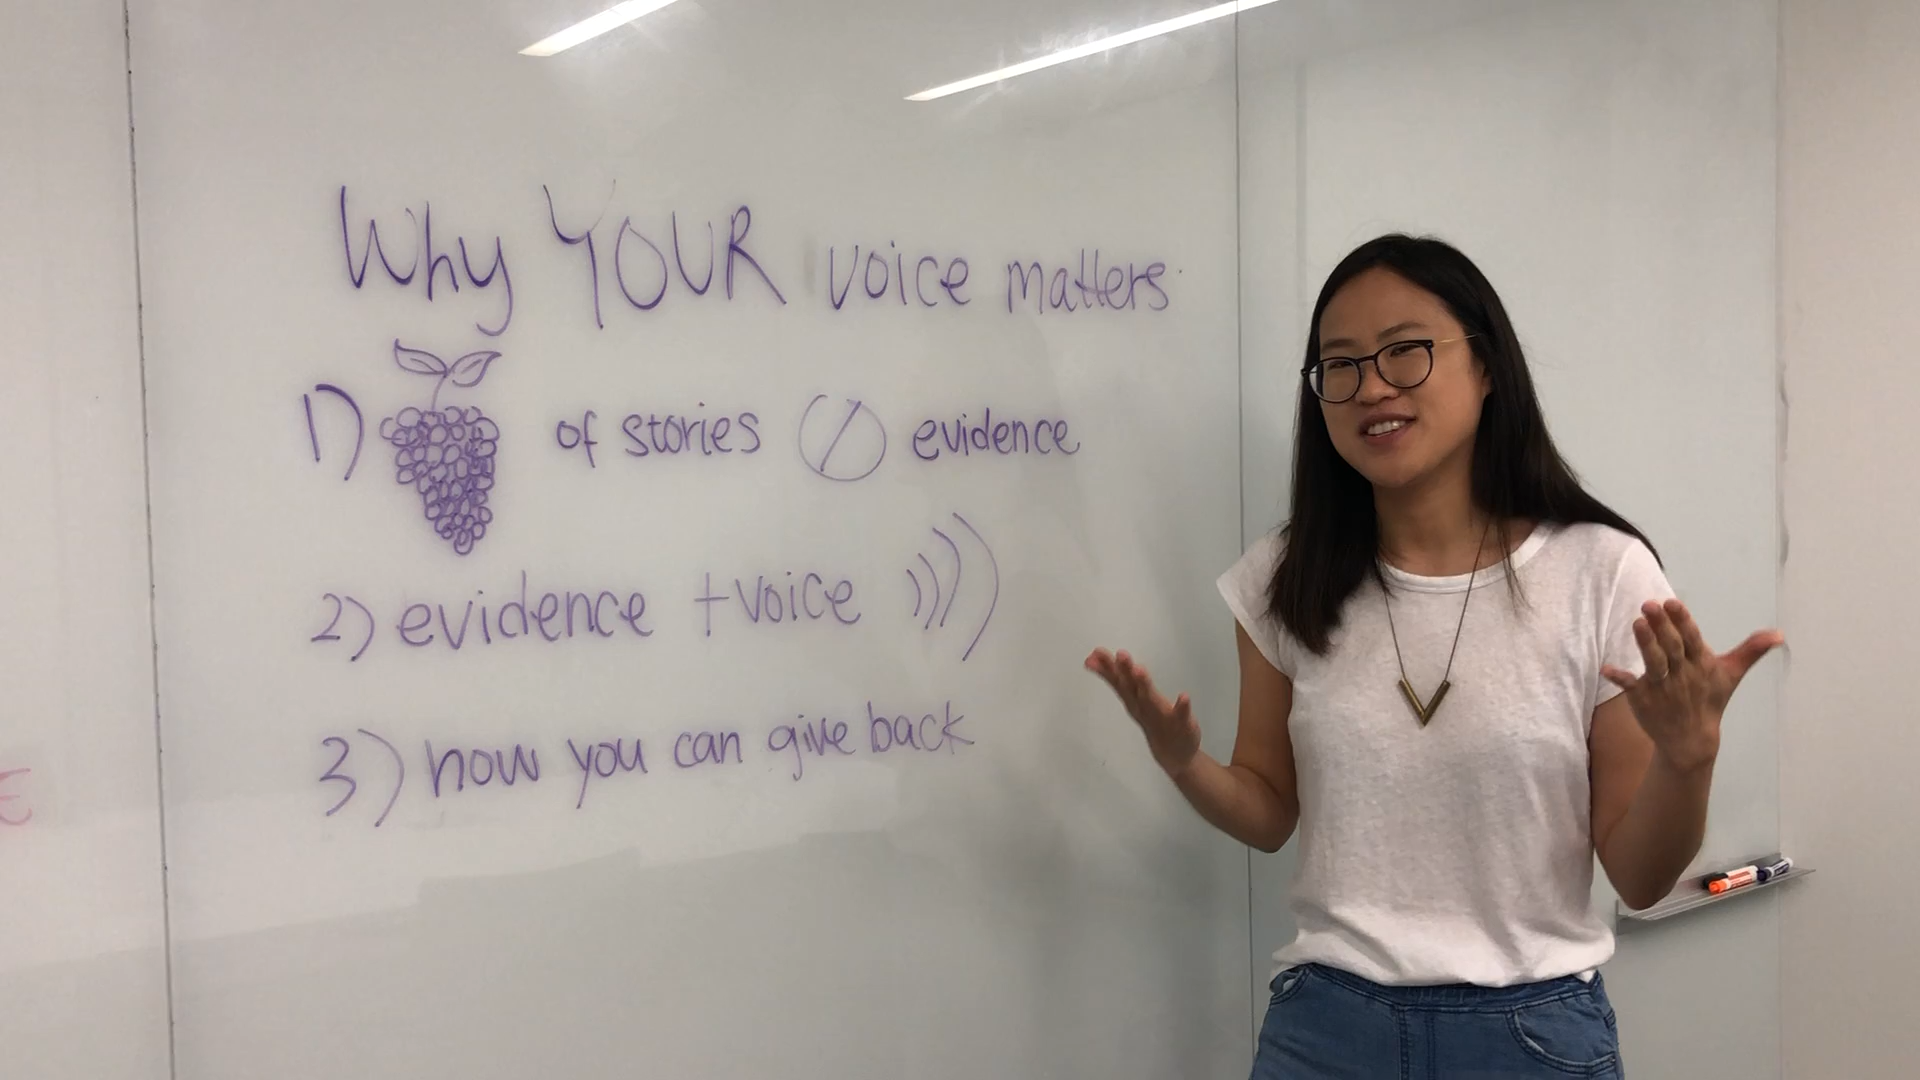 Why YOUR voice matters
1) of stories evidence
2) evidence + voice
3) how you can give back
E